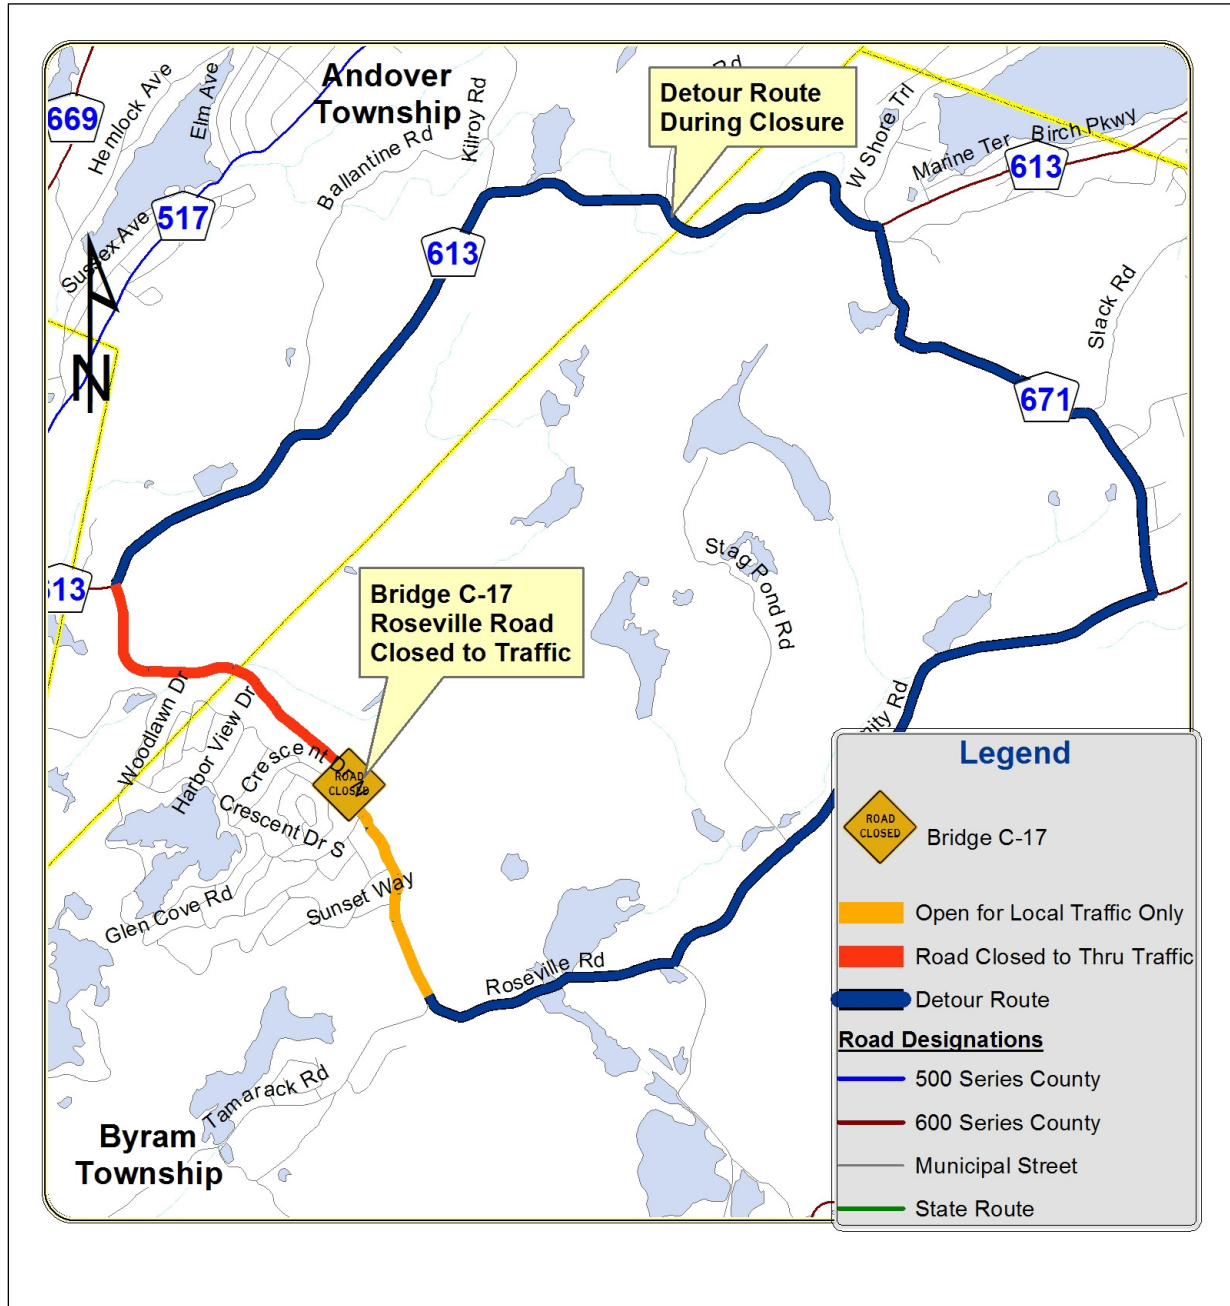 Andover
Township
669
Hemlock Ave
Elm Ave
Ballantine Rd
Kilroy Rd
Rd
Detour Route
During Closure
W Shore Trl
Marine Ter
Birch Pkwy
613
517
Sussex Ave
613
N
Slack Rd
671
Stag Pond Rd
13
Bridge C-17
Roseville Road
Closed to Traffic
Woodlawn Dr
Harbor View Dr
Crescent Dr N
ROAD
CLOSED
Crescent Dr S
Glen Cove Rd
Sunset Way
Roseville Rd
nity Rd
Tamarack Rd
Byram
Township
Legend
ROAD
CLOSED
Bridge C-17
Open for Local Traffic Only
Road Closed to Thru Traffic
Detour Route
Road Designations
500 Series County
600 Series County
Municipal Street
State Route